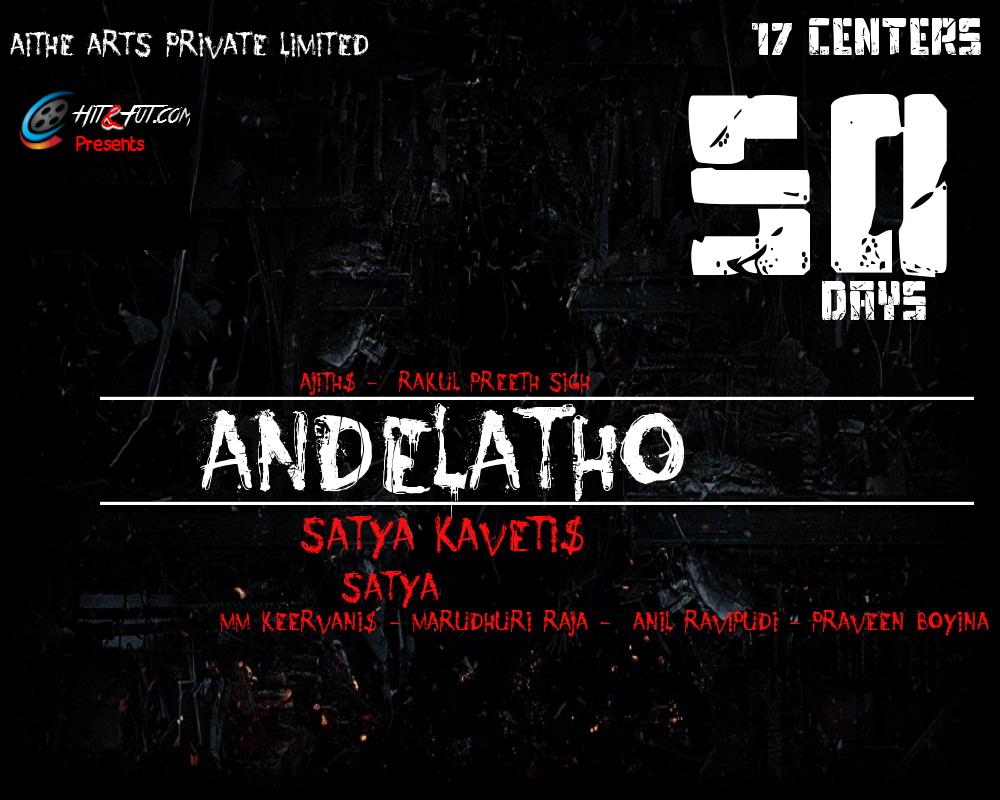 AITHE ARTS PRIVATE LIMITED
17 CENTERS
HIT&FUT.COM
Presents
50
DAYS
AJITH$ - RAKUL PREETH SIGH
ANDELATHO
SATYA KAVETI$
SATYA
MM KEERVANI$ - MARUDHURI RAJA - ANIL RAVIPUDI - PRAVEEN BOYINA